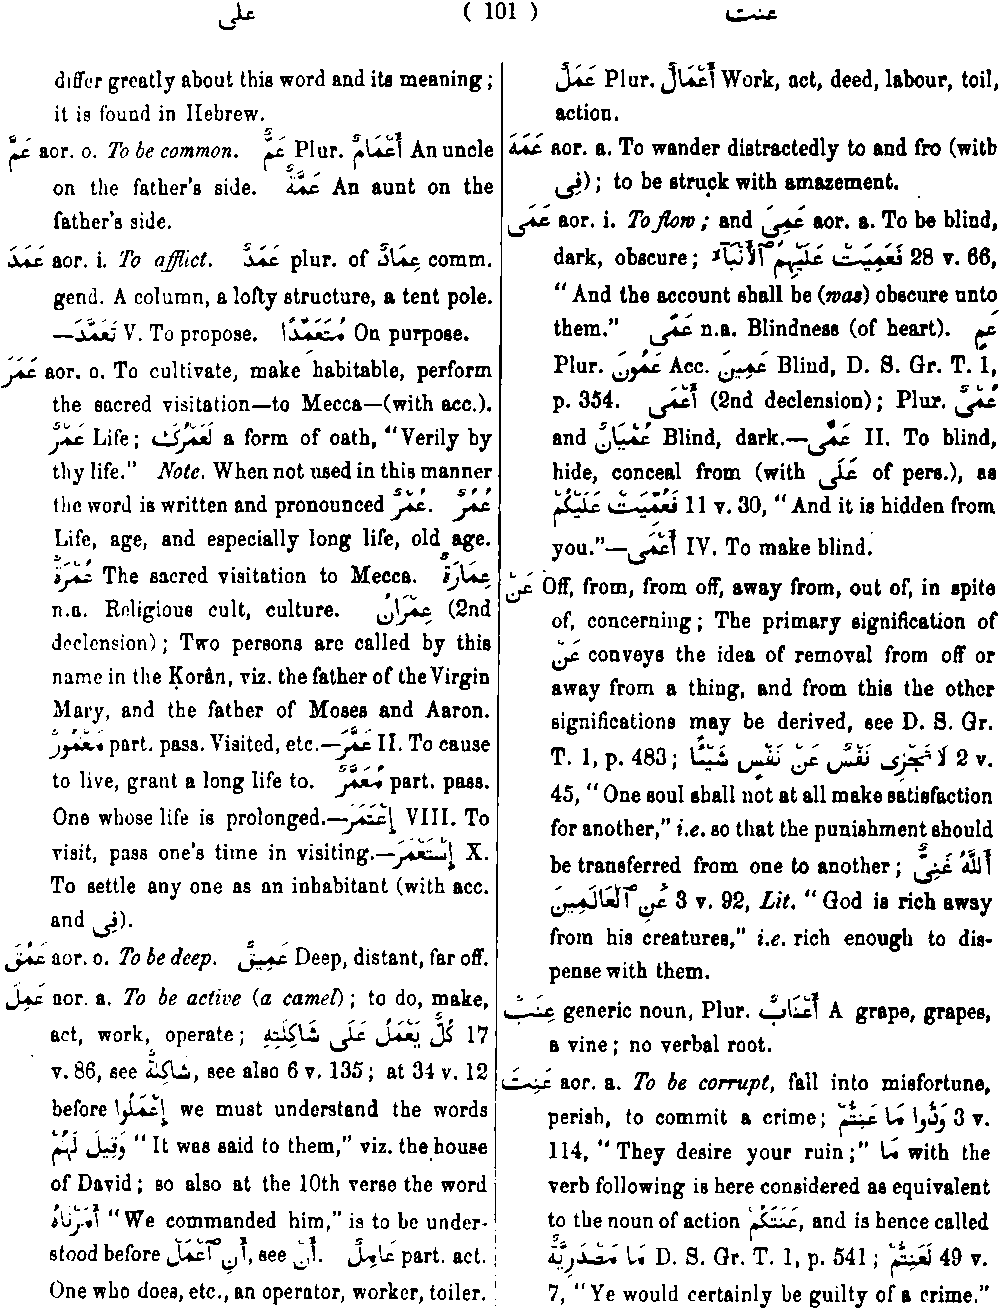 على ( 101 ) عنت
differ greatly about this word and its meaning ;
it is found in Hebrew.
عَمَّ aor. o. To be common. عَمٌّ Plur. أَعْمَامٌ An uncle
on the father's side. عَمَّةٌ An aunt on the
father's side.
عَمَدَ aor. i. To afflict. عَمَدٌ plur. of عِمَادٌ comm.
gend. A column, a lofty structure, a tent pole.
—تَعَمَّدَ V. To propose. مُتَعَمِّدًا On purpose.
عَمَرَ aor. o. To cultivate, make habitable, perform
the sacred visitation—to Mecca—(with acc.).
عَمْرٌ Life ; لَعَمْرُكَ a form of oath, "Verily by
thy life." Note. When not used in this manner
the word is written and pronounced عُمْرٌ. عُمُرٌ
Life, age, and especially long life, old age.
عُمْرَةٌ The sacred visitation to Mecca. عِمَارَةٌ
n.a. Religious cult, culture. عِمْرَانُ (2nd
declension) ; Two persons are called by this
name in the Ḳorân, viz. the father of the Virgin
Mary, and the father of Moses and Aaron.
مَعْمُورٌ part. pass. Visited, etc.—عَمَّرَ II. To cause
to live, grant a long life to. مُعَمَّرٌ part. pass.
One whose life is prolonged.—إِعْتَمَرَ VIII. To
visit, pass one's time in visiting.—إِسْتَعْمَرَ X.
To settle any one as an inhabitant (with acc.
and فِى).
عَمُقَ aor. o. To be deep. عَمِيقٌ Deep, distant, far off.
عَمِلَ aor. a. To be active (a camel) ; to do, make,
act, work, operate ; كُلٌّ يَعْمَلُ عَلَى شَاكِلَتِهِ 17
v. 86, see شَاكِلَةٌ, see also 6 v. 135 ; at 34 v. 12
before إِعْمَلُوا we must understand the words
وَقِيلَ لَهُمْ "It was said to them," viz. the house
of David ; so also at the 10th verse the word
أَمَرْنَاهُ "We commanded him," is to be under-
stood before أَنِ ٱعْمَلْ, see أَنْ. عَامِلٌ part. act.
One who does, etc., an operator, worker, toiler.
عَمَلٌ Plur. أَعْمَالٌ Work, act, deed, labour, toil,
action.
عَمَهَ aor. a. To wander distractedly to and fro (with
فِى) ; to be struck with amazement.
عَمَى aor. i. To flow ; and عَمِىَ aor. a. To be blind,
dark, obscure ; فَعَمِيَتْ عَلَيْهِمُ ٱلْأَنْبَآءُ 28 v. 66,
"And the account shall be (was) obscure unto
them." عَمًى n.a. Blindness (of heart). عَمٍ
Plur. عَمُونَ Acc. عَمِينَ Blind, D. S. Gr. T. 1,
p. 354. أَعْمَى (2nd declension) ; Plur. عُمْىٌ
and عُمْيَانٌ Blind, dark.—عَمَّى II. To blind,
hide, conceal from (with عَلَى of pers.), as
فَعُمِّيَتْ عَلَيْكُمْ 11 v. 30, "And it is hidden from
you."—أَعْمَى IV. To make blind.
عَنْ Off, from, from off, away from, out of, in spite
of, concerning ; The primary signification of
عَنْ conveys the idea of removal from off or
away from a thing, and from this the other
significations may be derived, see D. S. Gr.
T. 1, p. 483 ; لَا تَجْزِى نَفْسٌ عَنْ نَفْسٍ شَيْئًا 2 v.
45, "One soul shall not at all make satisfaction
for another," i.e. so that the punishment should
be transferred from one to another ; أَللَّهُ غَنِىٌّ
عَنِ ٱلْعَالَمِينَ 3 v. 92, Lit. "God is rich away
from his creatures," i.e. rich enough to dis-
pense with them.
عِنَبٌ generic noun, Plur. أَعْنَابٌ A grape, grapes,
a vine ; no verbal root.
عَنِتَ aor. a. To be corrupt, fall into misfortune,
perish, to commit a crime ; وَدُّوا مَا عَنِتُّمْ 3 v.
114, "They desire your ruin ;" مَا with the
verb following is here considered as equivalent
to the noun of action عَنَتَكُمْ, and is hence called
مَا مَصْدَرِيَّةٌ D. S. Gr. T. 1, p. 541 ; لَعَنِتُّمْ 49 v.
7, "Ye would certainly be guilty of a crime."